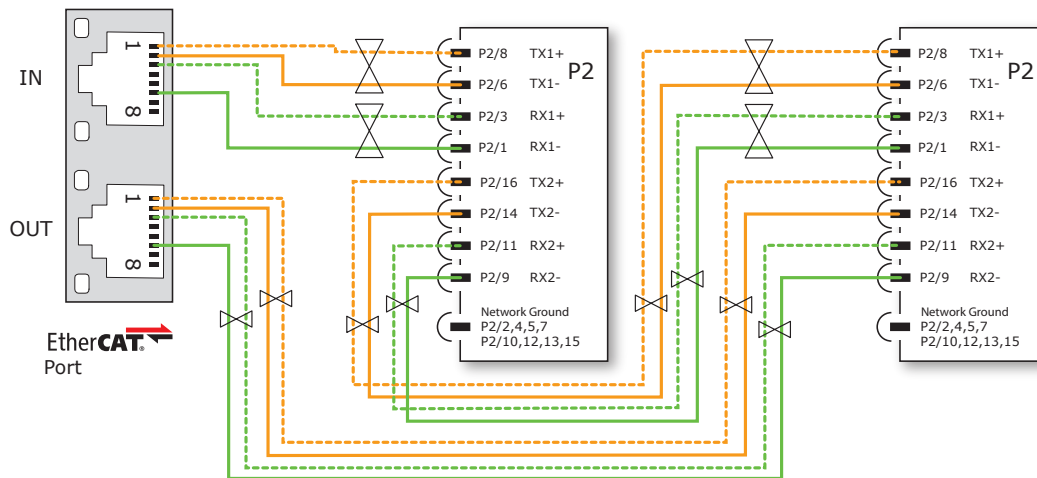 IN
1
8
OUT
1
8
EtherCAT®
Port
P2
P2/8 TX1+
P2/6 TX1-
P2/3 RX1+
P2/1 RX1-
P2/16 TX2+
P2/14 TX2-
P2/11 RX2+
P2/9 RX2-
Network Ground
P2/2,4,5,7
P2/10,12,13,15
P2
P2/8 TX1+
P2/6 TX1-
P2/3 RX1+
P2/1 RX1-
P2/16 TX2+
P2/14 TX2-
P2/11 RX2+
P2/9 RX2-
Network Ground
P2/2,4,5,7
P2/10,12,13,15